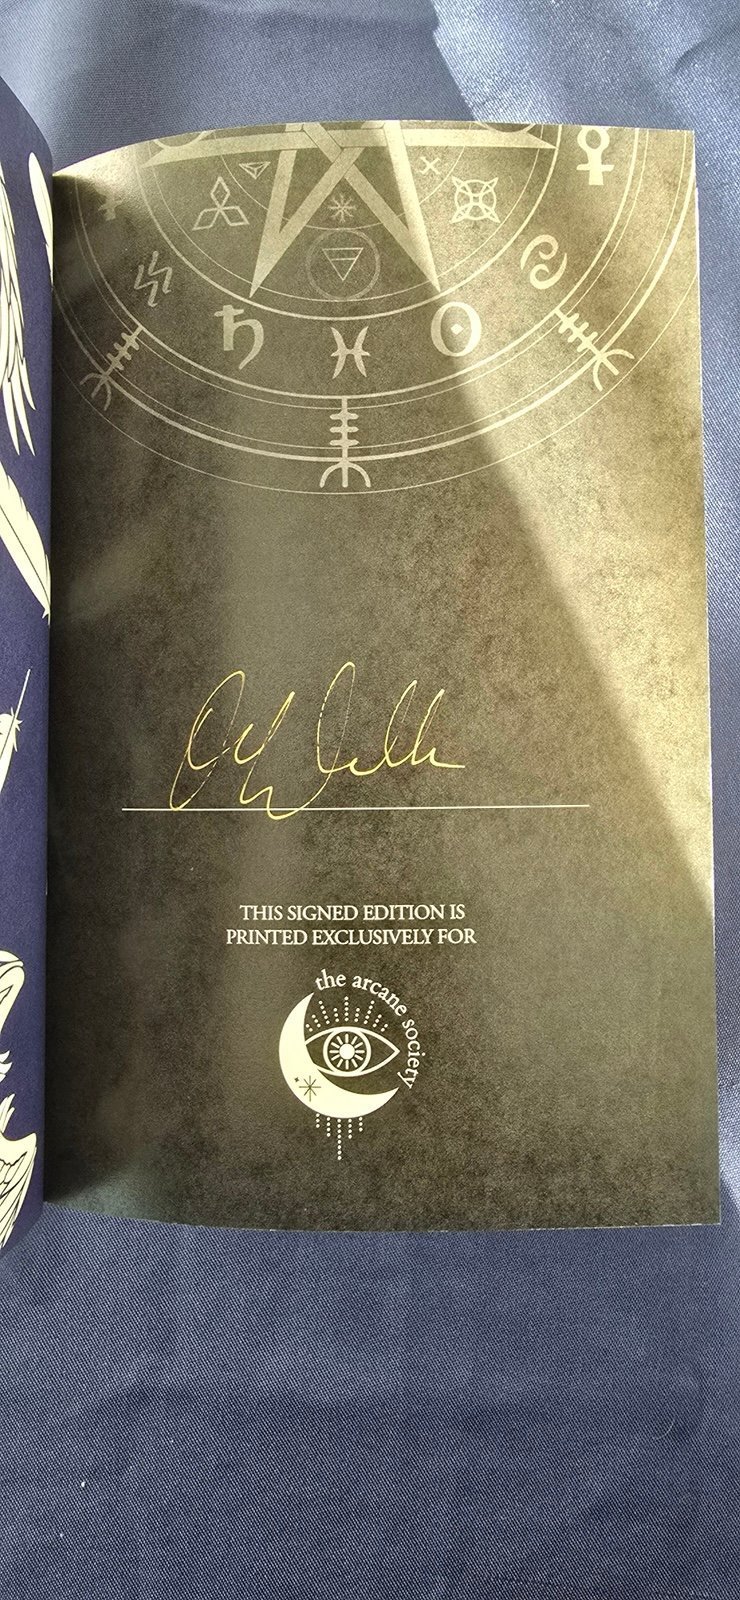 THIS SIGNED EDITION IS
PRINTED EXCLUSIVELY FOR
the arcane society